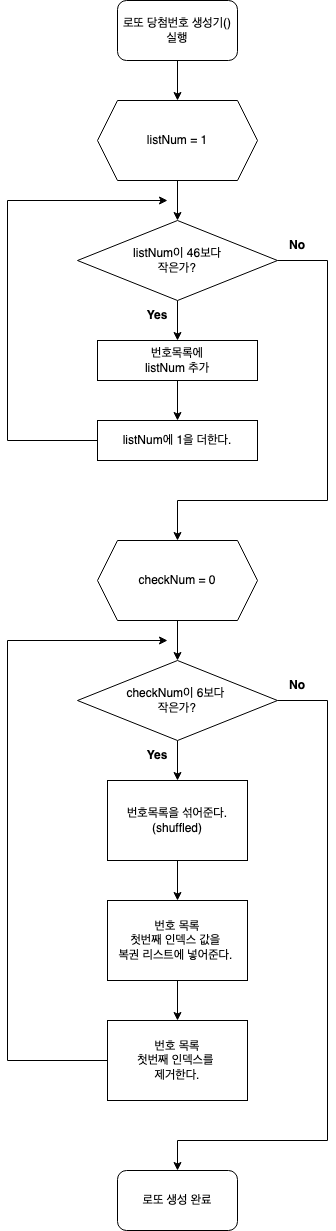 로또 당첨번호 생성기()
실행
listNum = 1
listNum이 46보다
작은가?
No
Yes
번호목록에
listNum 추가
listNum에 1을 더한다.
checkNum = 0
checkNum이 6보다
작은가?
No
Yes
번호목록을 섞어준다.
(shuffled)
번호 목록
첫번째 인덱스 값을
복권 리스트에 넣어준다.
번호 목록
첫번째 인덱스를
제거한다.
로또 생성 완료